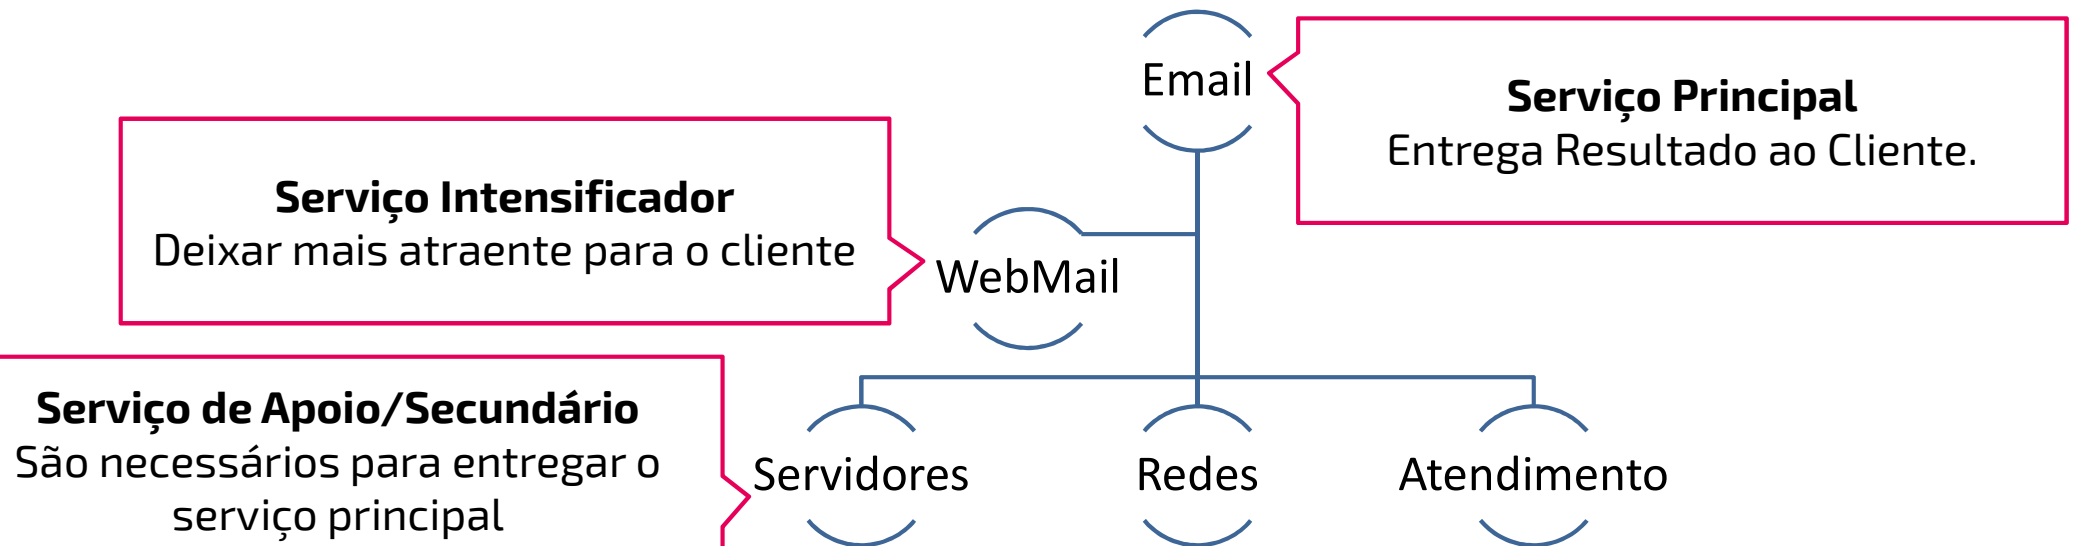 Email
Serviço Principal
Entrega Resultado ao Cliente.
Serviço Intensificador
Deixar mais atraente para o cliente
WebMail
Serviço de Apoio/Secundário
São necessários para entregar o
serviço principal
Servidores
Redes
Atendimento